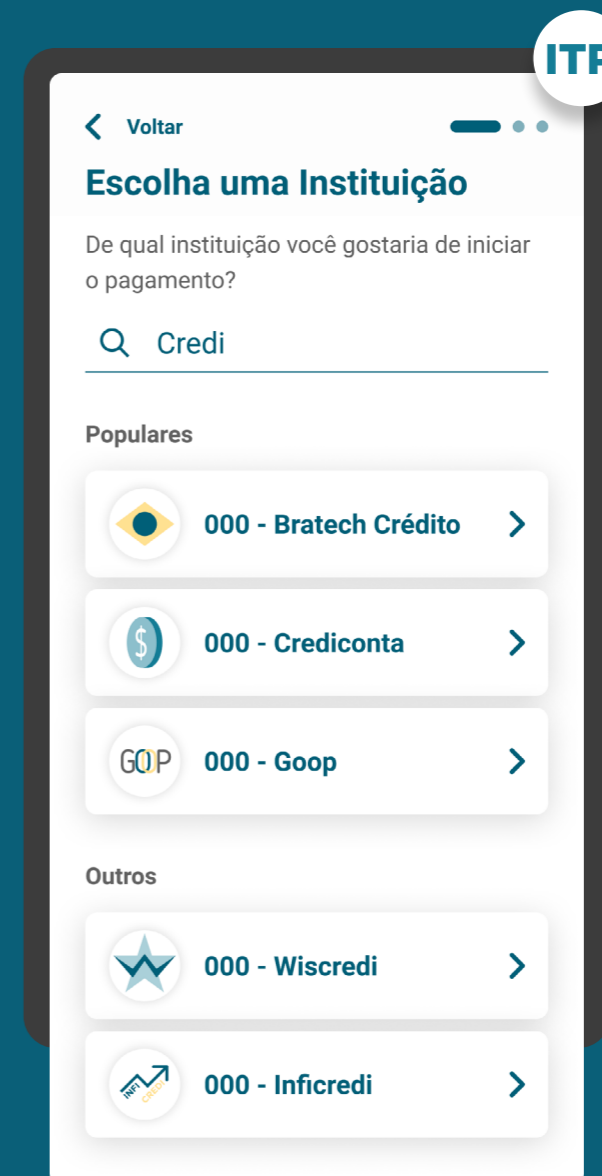 ITP
Voltar
Escolha uma Instituição
De qual instituição você gostaria de iniciar
o pagamento?
Credi
Populares
000 - Bratech Crédito
$
000 - Crediconta
GOOP
000 - Goop
Outros
000 - Wiscredi
INFI
CREDI
000 - Inficredi